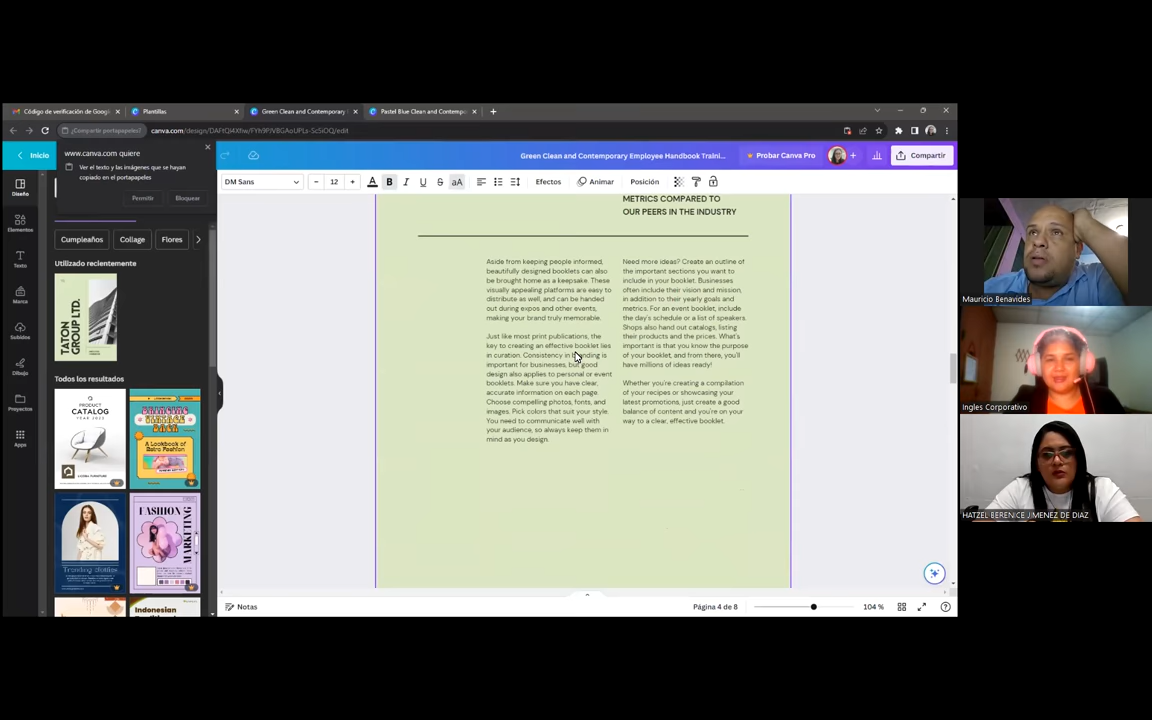 Código de verificación de Goog
Plantillas
Green Clean and Contemporary
Pastel Blue Clean and Contempo
¿Compartir portapapeles?
canva.com/design/
/edit
Inicio
www.canva.com quiere
Ver el texto y las imágenes que se hayan
copiado en el portapapeles
Permitir
Bloquear
Green Clean and Contemporary Employee Handbook Traini...
Probar Canva Pro
Compartir
DM Sans
12
Efectos
Animar
Posición
Diseño
Elementos
Texto
Marca
Subidos
Dibujo
Proyectos
Apps
Cumpleaños
Collage
Flores
Utilizado recientemente
TATON
GROUP LTD.
Todos los resultados
PRODUCT
CATALOG
VINTAGE
A Lookbook of
Retro Fashion
Trending Outfits
FASHION
MARKETING
Indonesian
METRICS COMPARED TO
OUR PEERS IN THE INDUSTRY
Aside from keeping people informed,
beautifully designed booklets can also
be brought home as a keepsake. These
visually appealing platforms are easy to
distribute as well, and can be handed
out during expos and other events,
making your brand truly memorable.
Just like most print publications, the
key to creating an effective booklet lies
in curation. Consistency in branding is
important for businesses, but good
design also applies to personal or event
booklets. Make sure you have clear,
accurate information on each page.
Choose compelling photos, fonts, and
images. Pick colors that suit your style.
You need to communicate well with
your audience, so always keep them in
mind as you design.
Need more ideas? Create an outline of
the important sections you want to
include in your booklet. Businesses
often include their vision and mission,
in addition to their yearly goals and
metrics. For an event booklet, include
the day's schedule or a list of speakers.
Shops also hand out catalogs, listing
their products and the prices. What's
important is that you know the purpose
of your booklet, and from there, you'll
have millions of ideas ready!
Whether you're creating a compilation
of your recipes or showcasing your
latest promotions, just create a good
balance of content and you're on your
way to a clear, effective booklet.
Notas
Página 4 de 8
104 %
Mauricio Benavides
Ingles Corporativo
HATZEL BERENICE JIMENEZ DE DIAZ